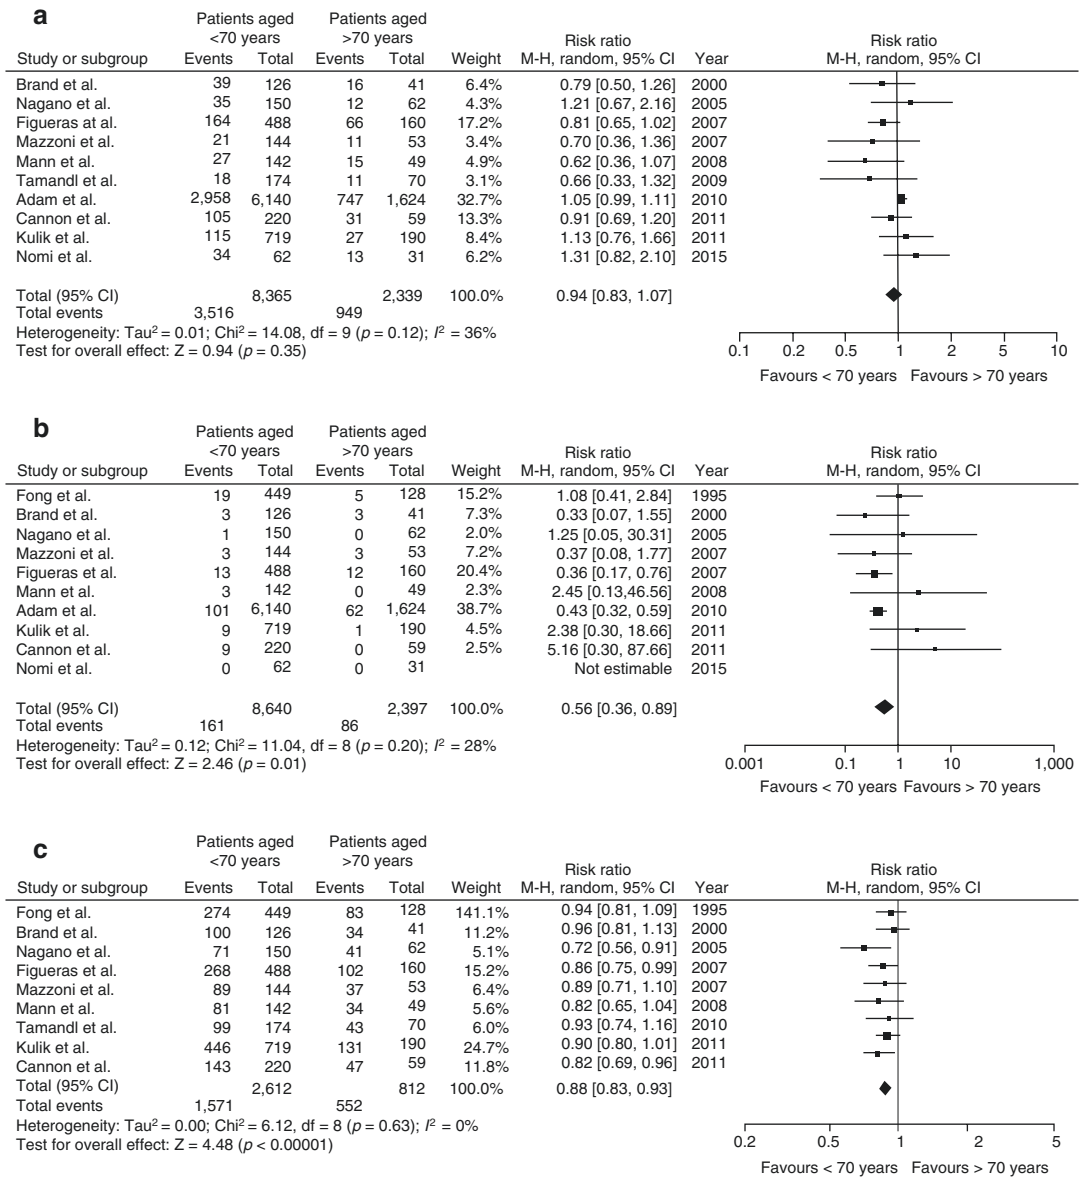 a
Patients aged Patients aged
<70 years >70 years Risk ratio Risk ratio
Study or subgroup Events Total Events Total Weight M-H, random, 95% CI Year M-H, random, 95% CI
Brand et al. 39 126 16 41 6.4% 0.79 [0.50, 1.26] 2000
Nagano et al. 35 150 12 62 4.3% 1.21 [0.67, 2.16] 2005
Figueras at al. 164 488 66 160 17.2% 0.81 [0.65, 1.02] 2007
Mazzoni et al. 21 144 11 53 3.4% 0.70 [0.36, 1.36] 2007
Mann et al. 27 142 15 49 4.9% 0.62 [0.36, 1.07] 2008
Tamandl et al. 18 174 11 70 3.1% 0.66 [0.33, 1.32] 2009
Adam et al. 2,958 6,140 747 1,624 32.7% 1.05 [0.99, 1.11] 2010
Cannon et al. 105 220 31 59 13.3% 0.91 [0.69, 1.20] 2011
Kulik et al. 115 719 27 190 8.4% 1.13 [0.76, 1.66] 2011
Nomi et al. 34 62 13 31 6.2% 1.31 [0.82, 2.10] 2015
Total (95% CI) 8,365 2,339 100.0% 0.94 [0.83, 1.07]
Total events 3,516 949
Heterogeneity: Tau² = 0.01; Chi² = 14.08, df = 9 (p = 0.12); I² = 36%
Test for overall effect: Z = 0.94 (p = 0.35)
0.1 0.2 0.5 1 2 5 10
Favours < 70 years Favours > 70 years
b
Patients aged Patients aged
<70 years >70 years Risk ratio Risk ratio
Study or subgroup Events Total Events Total Weight M-H, random, 95% CI Year M-H, random, 95% CI
Fong et al. 19 449 5 128 15.2% 1.08 [0.41, 2.84] 1995
Brand et al. 3 126 3 41 7.3% 0.33 [0.07, 1.55] 2000
Nagano et al. 1 150 0 62 2.0% 1.25 [0.05, 30.31] 2005
Mazzoni et al. 3 144 3 53 7.2% 0.37 [0.08, 1.77] 2007
Figueras et al. 13 488 12 160 20.4% 0.36 [0.17, 0.76] 2007
Mann et al. 3 142 0 49 2.3% 2.45 [0.13,46.56] 2008
Adam et al. 101 6,140 62 1,624 38.7% 0.43 [0.32, 0.59] 2010
Kulik et al. 9 719 1 190 4.5% 2.38 [0.30, 18.66] 2011
Cannon et al. 9 220 0 59 2.5% 5.16 [0.30, 87.66] 2011
Nomi et al. 0 62 0 31 Not estimable 2015
Total (95% CI) 8,640 2,397 100.0% 0.56 [0.36, 0.89]
Total events 161 86
Heterogeneity: Tau² = 0.12; Chi² = 11.04, df = 8 (p = 0.20); I² = 28%
Test for overall effect: Z = 2.46 (p = 0.01)
0.001 0.1 1 10 1,000
Favours < 70 years Favours > 70 years
c
Patients aged Patients aged
<70 years >70 years Risk ratio Risk ratio
Study or subgroup Events Total Events Total Weight M-H, random, 95% CI Year M-H, random, 95% CI
Fong et al. 274 449 83 128 141.1% 0.94 [0.81, 1.09] 1995
Brand et al. 100 126 34 41 11.2% 0.96 [0.81, 1.13] 2000
Nagano et al. 71 150 41 62 5.1% 0.72 [0.56, 0.91] 2005
Figueras et al. 268 488 102 160 15.2% 0.86 [0.75, 0.99] 2007
Mazzoni et al. 89 144 37 53 6.4% 0.89 [0.71, 1.10] 2007
Mann et al. 81 142 34 49 5.6% 0.82 [0.65, 1.04] 2008
Tamandl et al. 99 174 43 70 6.0% 0.93 [0.74, 1.16] 2010
Kulik et al. 446 719 131 190 24.7% 0.90 [0.80, 1.01] 2011
Cannon et al. 143 220 47 59 11.8% 0.82 [0.69, 0.96] 2011
Total (95% CI) 2,612 812 100.0% 0.88 [0.83, 0.93]
Total events 1,571 552
Heterogeneity: Tau² = 0.00; Chi² = 6.12, df = 8 (p = 0.63); I² = 0%
Test for overall effect: Z = 4.48 (p < 0.00001)
0.2 0.5 1 2 5
Favours < 70 years Favours > 70 years